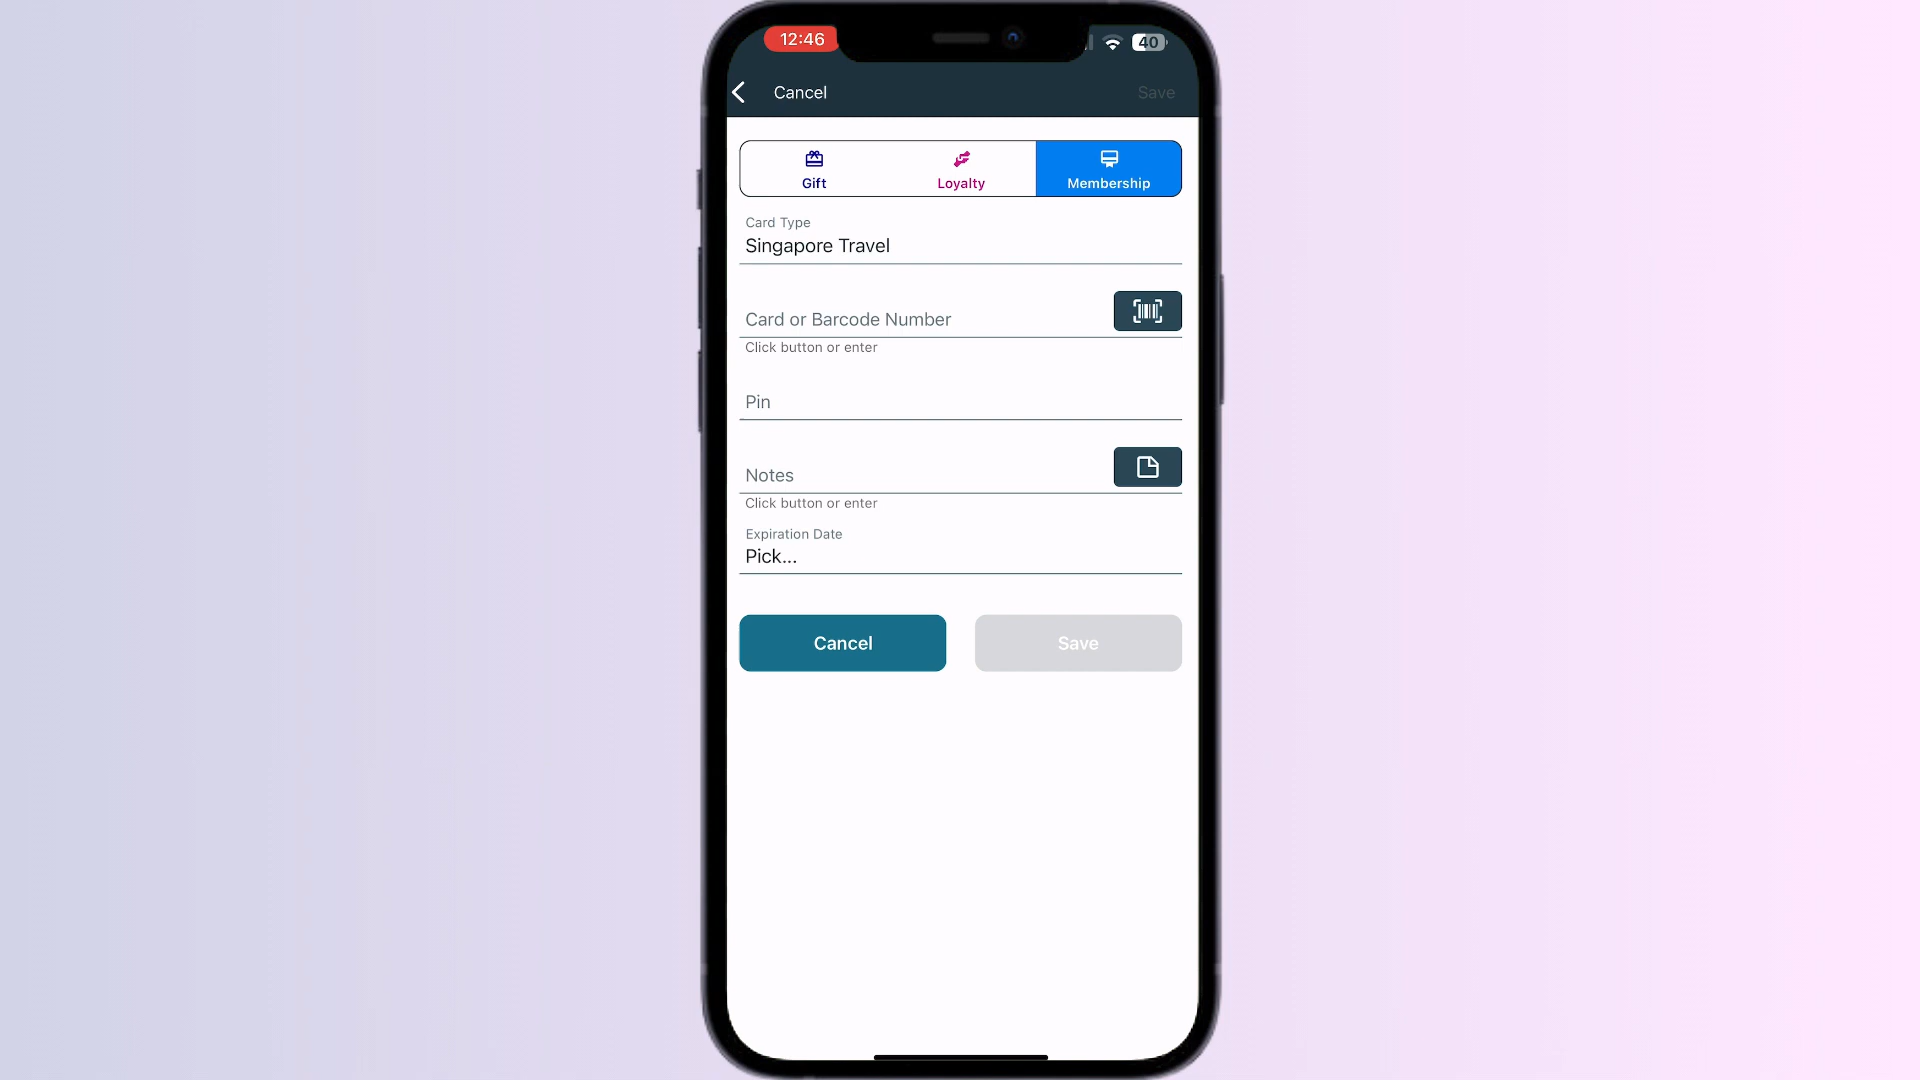 12:46
40
Cancel
Save
Gift
Loyalty
Membership
Card Type
Singapore Travel
Card or Barcode Number
Click button or enter
Pin
Notes
Click button or enter
Expiration Date
Pick...
Cancel
Save